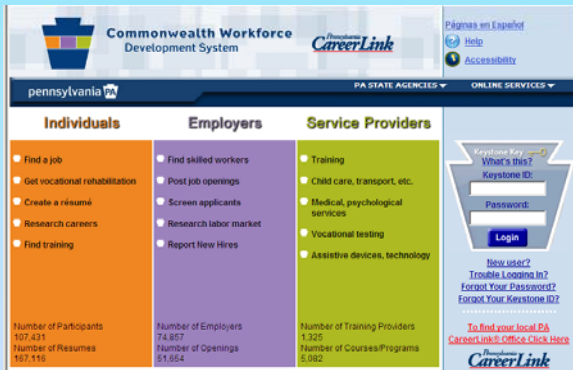 Commonwealth Workforce
Development System
Pennsylvania
CareerLink
Páginas en Español
Help
Accessibility
pennsylvania PA
PA STATE AGENCIES
ONLINE SERVICES
Individuals
Find a job
Get vocational rehabilitation
Create a résumé
Research careers
Find training
Number of Participants
107,431
Number of Resumes
167,116
Employers
Find skilled workers
Post job openings
Screen applicants
Research labor market
Report New Hires
Number of Employers
74,857
Number of Openings
51,654
Service Providers
Training
Child care, transport, etc.
Medical, psychological
services
Vocational testing
Assistive devices, technology
Number of Training Providers
1,325
Number of Courses/Programs
5,082
Keystone Key
What's this?
Keystone ID:
Password:
Login
New user?
Trouble Logging In?
Forgot Your Password?
Forgot Your Keystone ID?
To find your local PA
CareerLink® Office Click Here
Pennsylvania
CareerLink